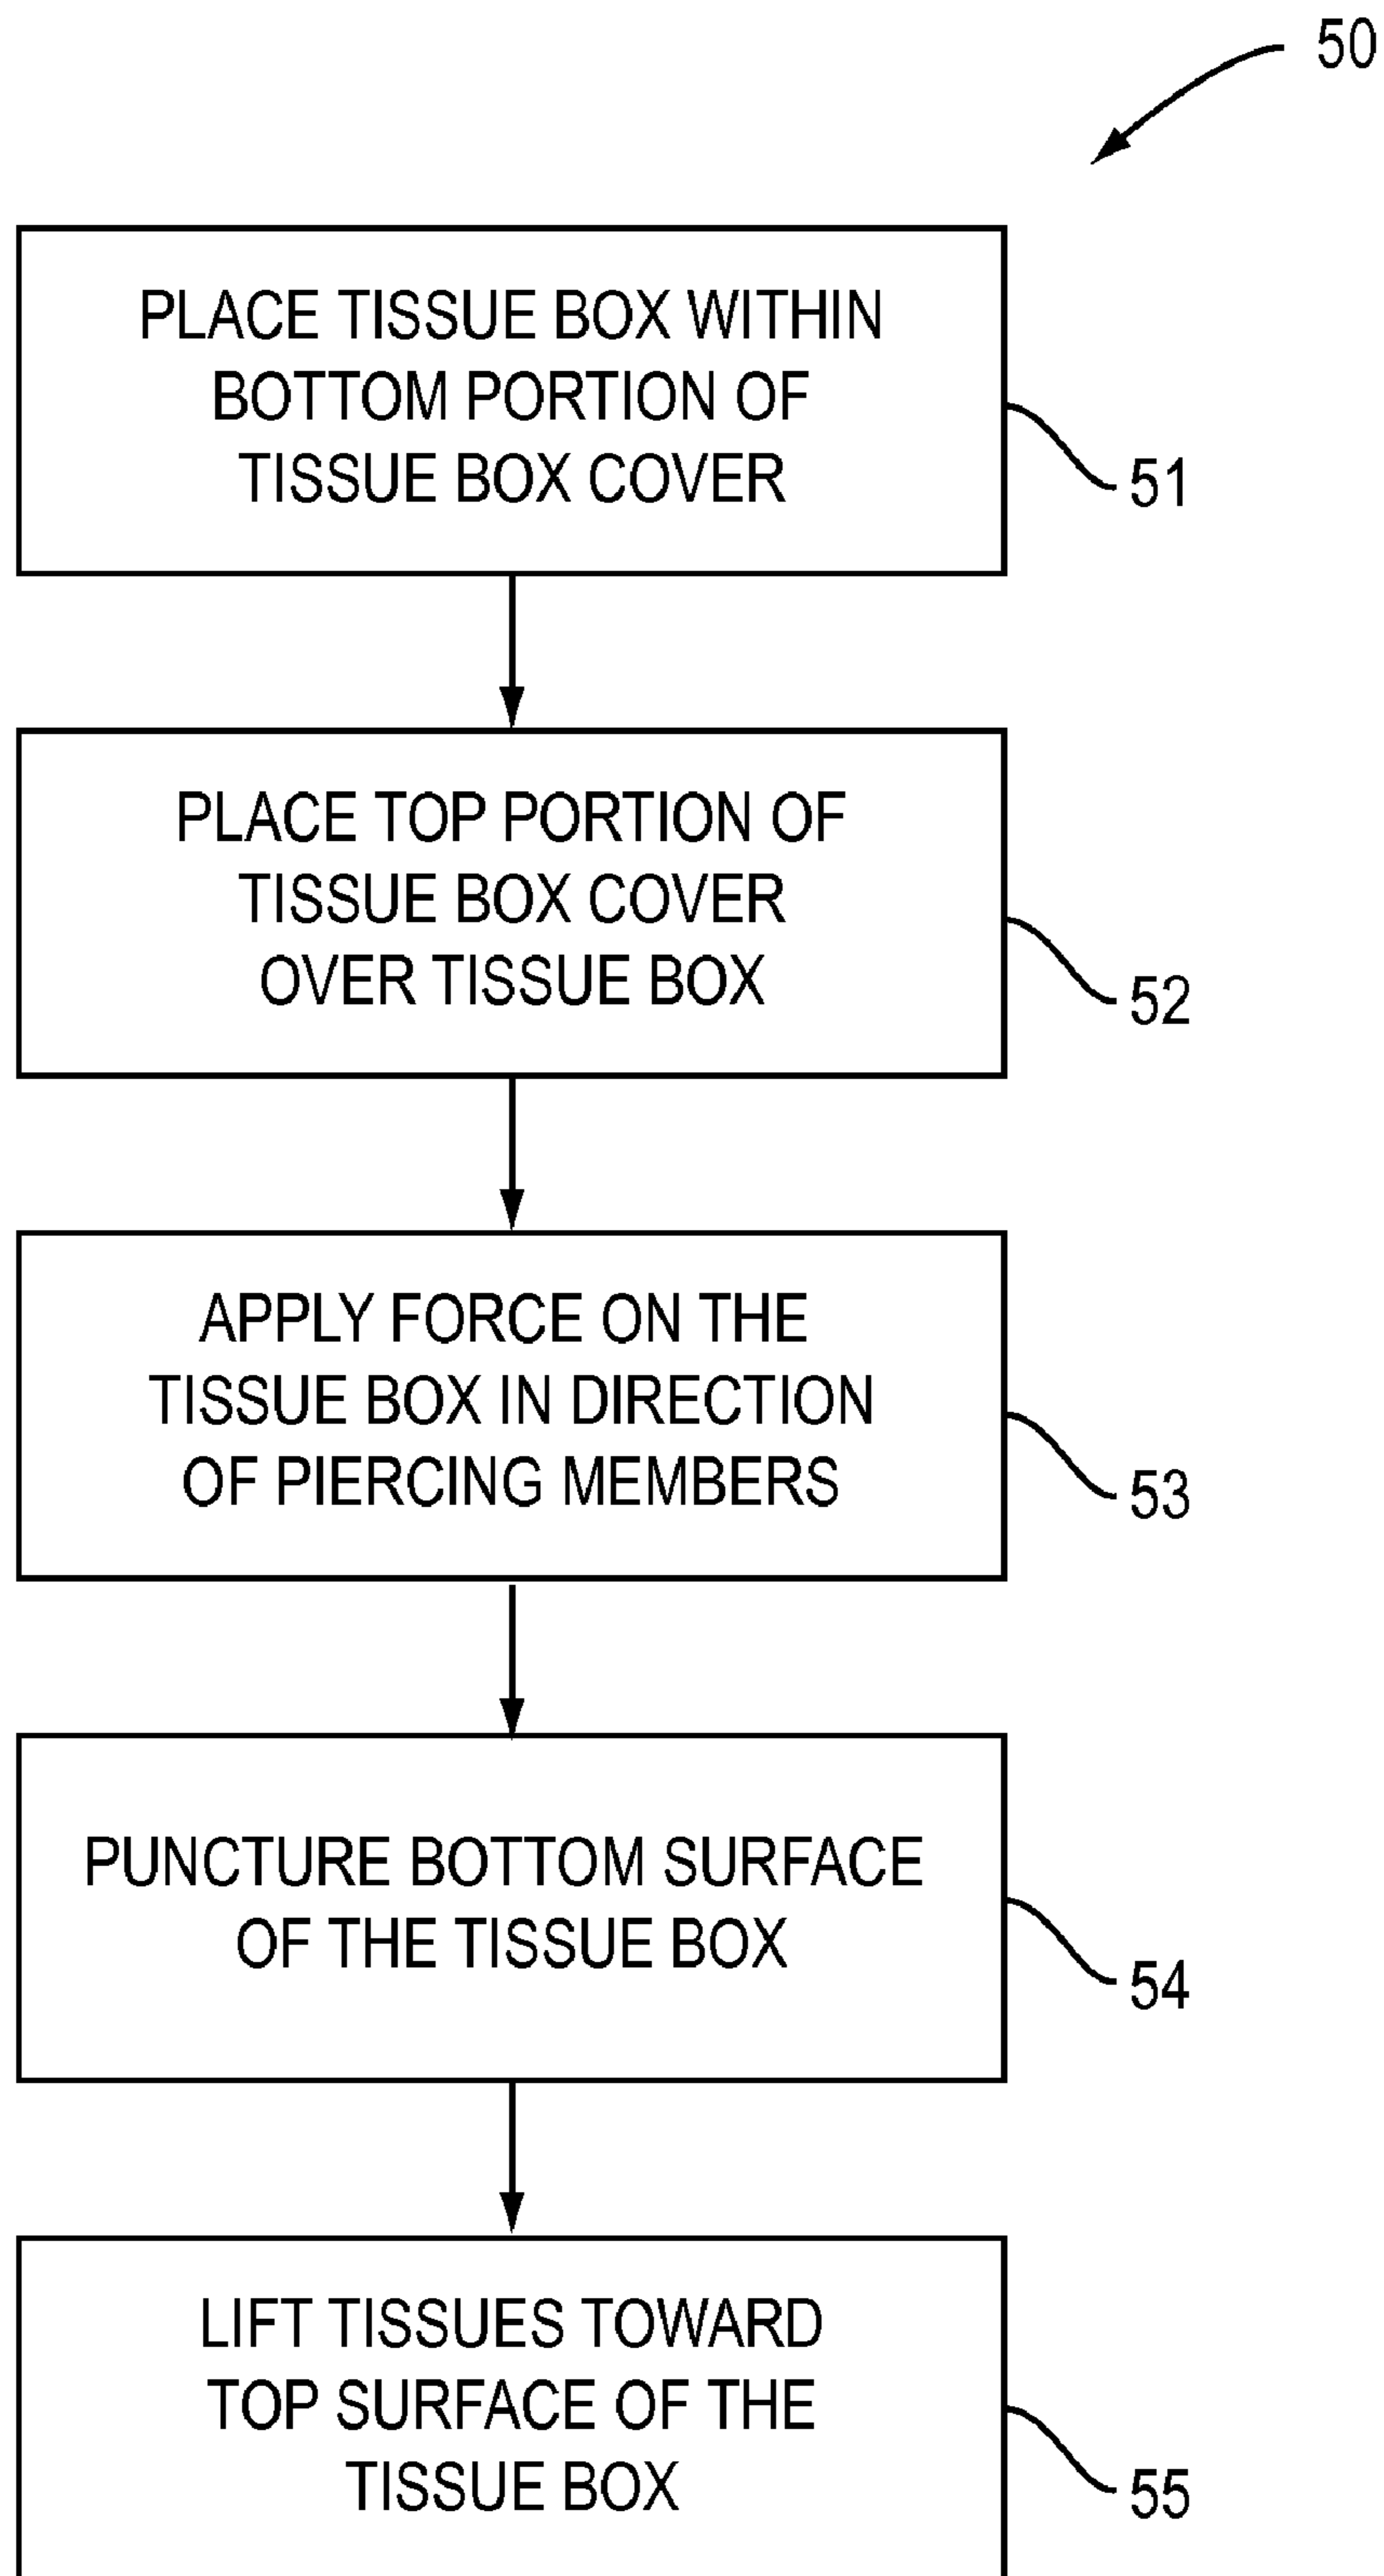 50
PLACE TISSUE BOX WITHIN
BOTTOM PORTION OF
TISSUE BOX COVER
51
PLACE TOP PORTION OF
TISSUE BOX COVER
OVER TISSUE BOX
52
APPLY FORCE ON THE
TISSUE BOX IN DIRECTION
OF PIERCING MEMBERS
53
PUNCTURE BOTTOM SURFACE
OF THE TISSUE BOX
54
LIFT TISSUES TOWARD
TOP SURFACE OF THE
TISSUE BOX
55